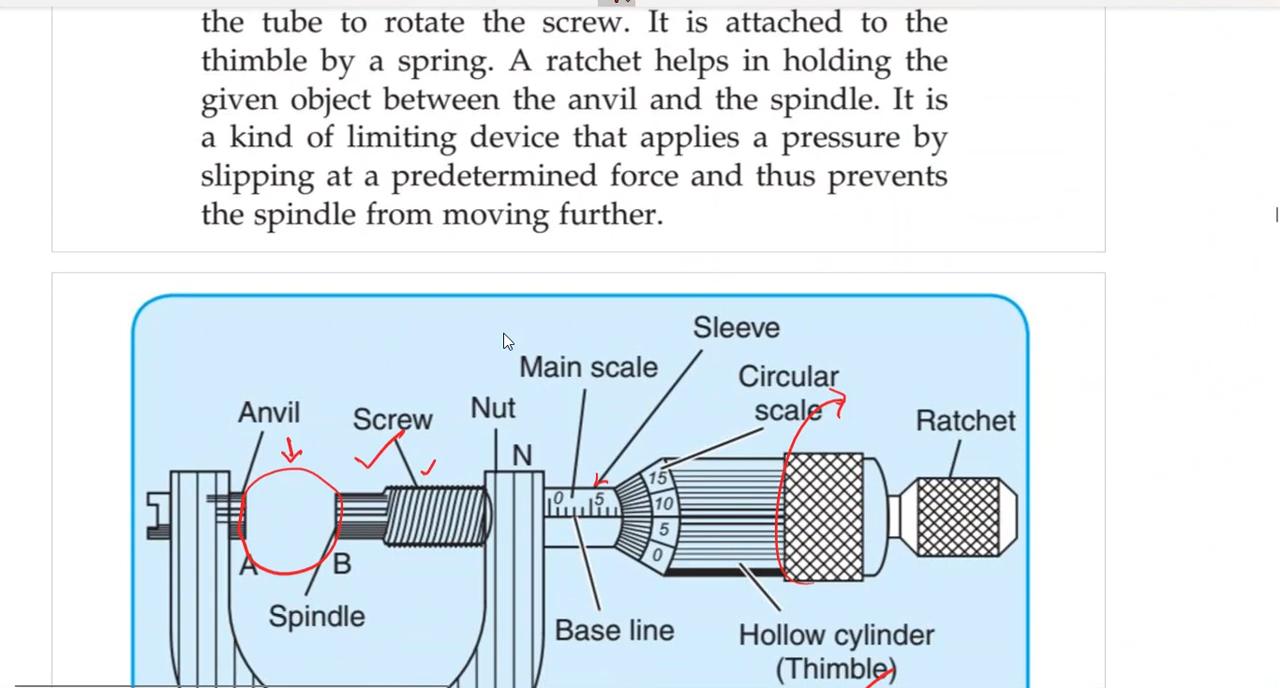 the tube to rotate the screw. It is attached to the
thimble by a spring. A ratchet helps in holding the
given object between the anvil and the spindle. It is
a kind of limiting device that applies a pressure by
slipping at a predetermined force and thus prevents
the spindle from moving further.
Sleeve
Main scale
Circular
scale
Anvil
Screw
Nut
Ratchet
N
0 5
15
10
5
0
A
B
Spindle
Base line
Hollow cylinder
(Thimble)